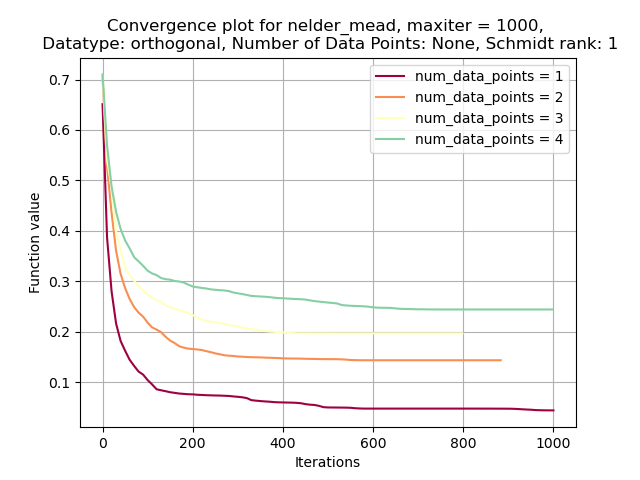 Convergence plot for nelder_mead, maxiter = 1000,
Datatype: orthogonal, Number of Data Points: None, Schmidt rank: 1
num_data_points = 1
num_data_points = 2
num_data_points = 3
num_data_points = 4
Function value
0.7
0.6
0.5
0.4
0.3
0.2
0.1
0 200 400 600 800 1000
Iterations